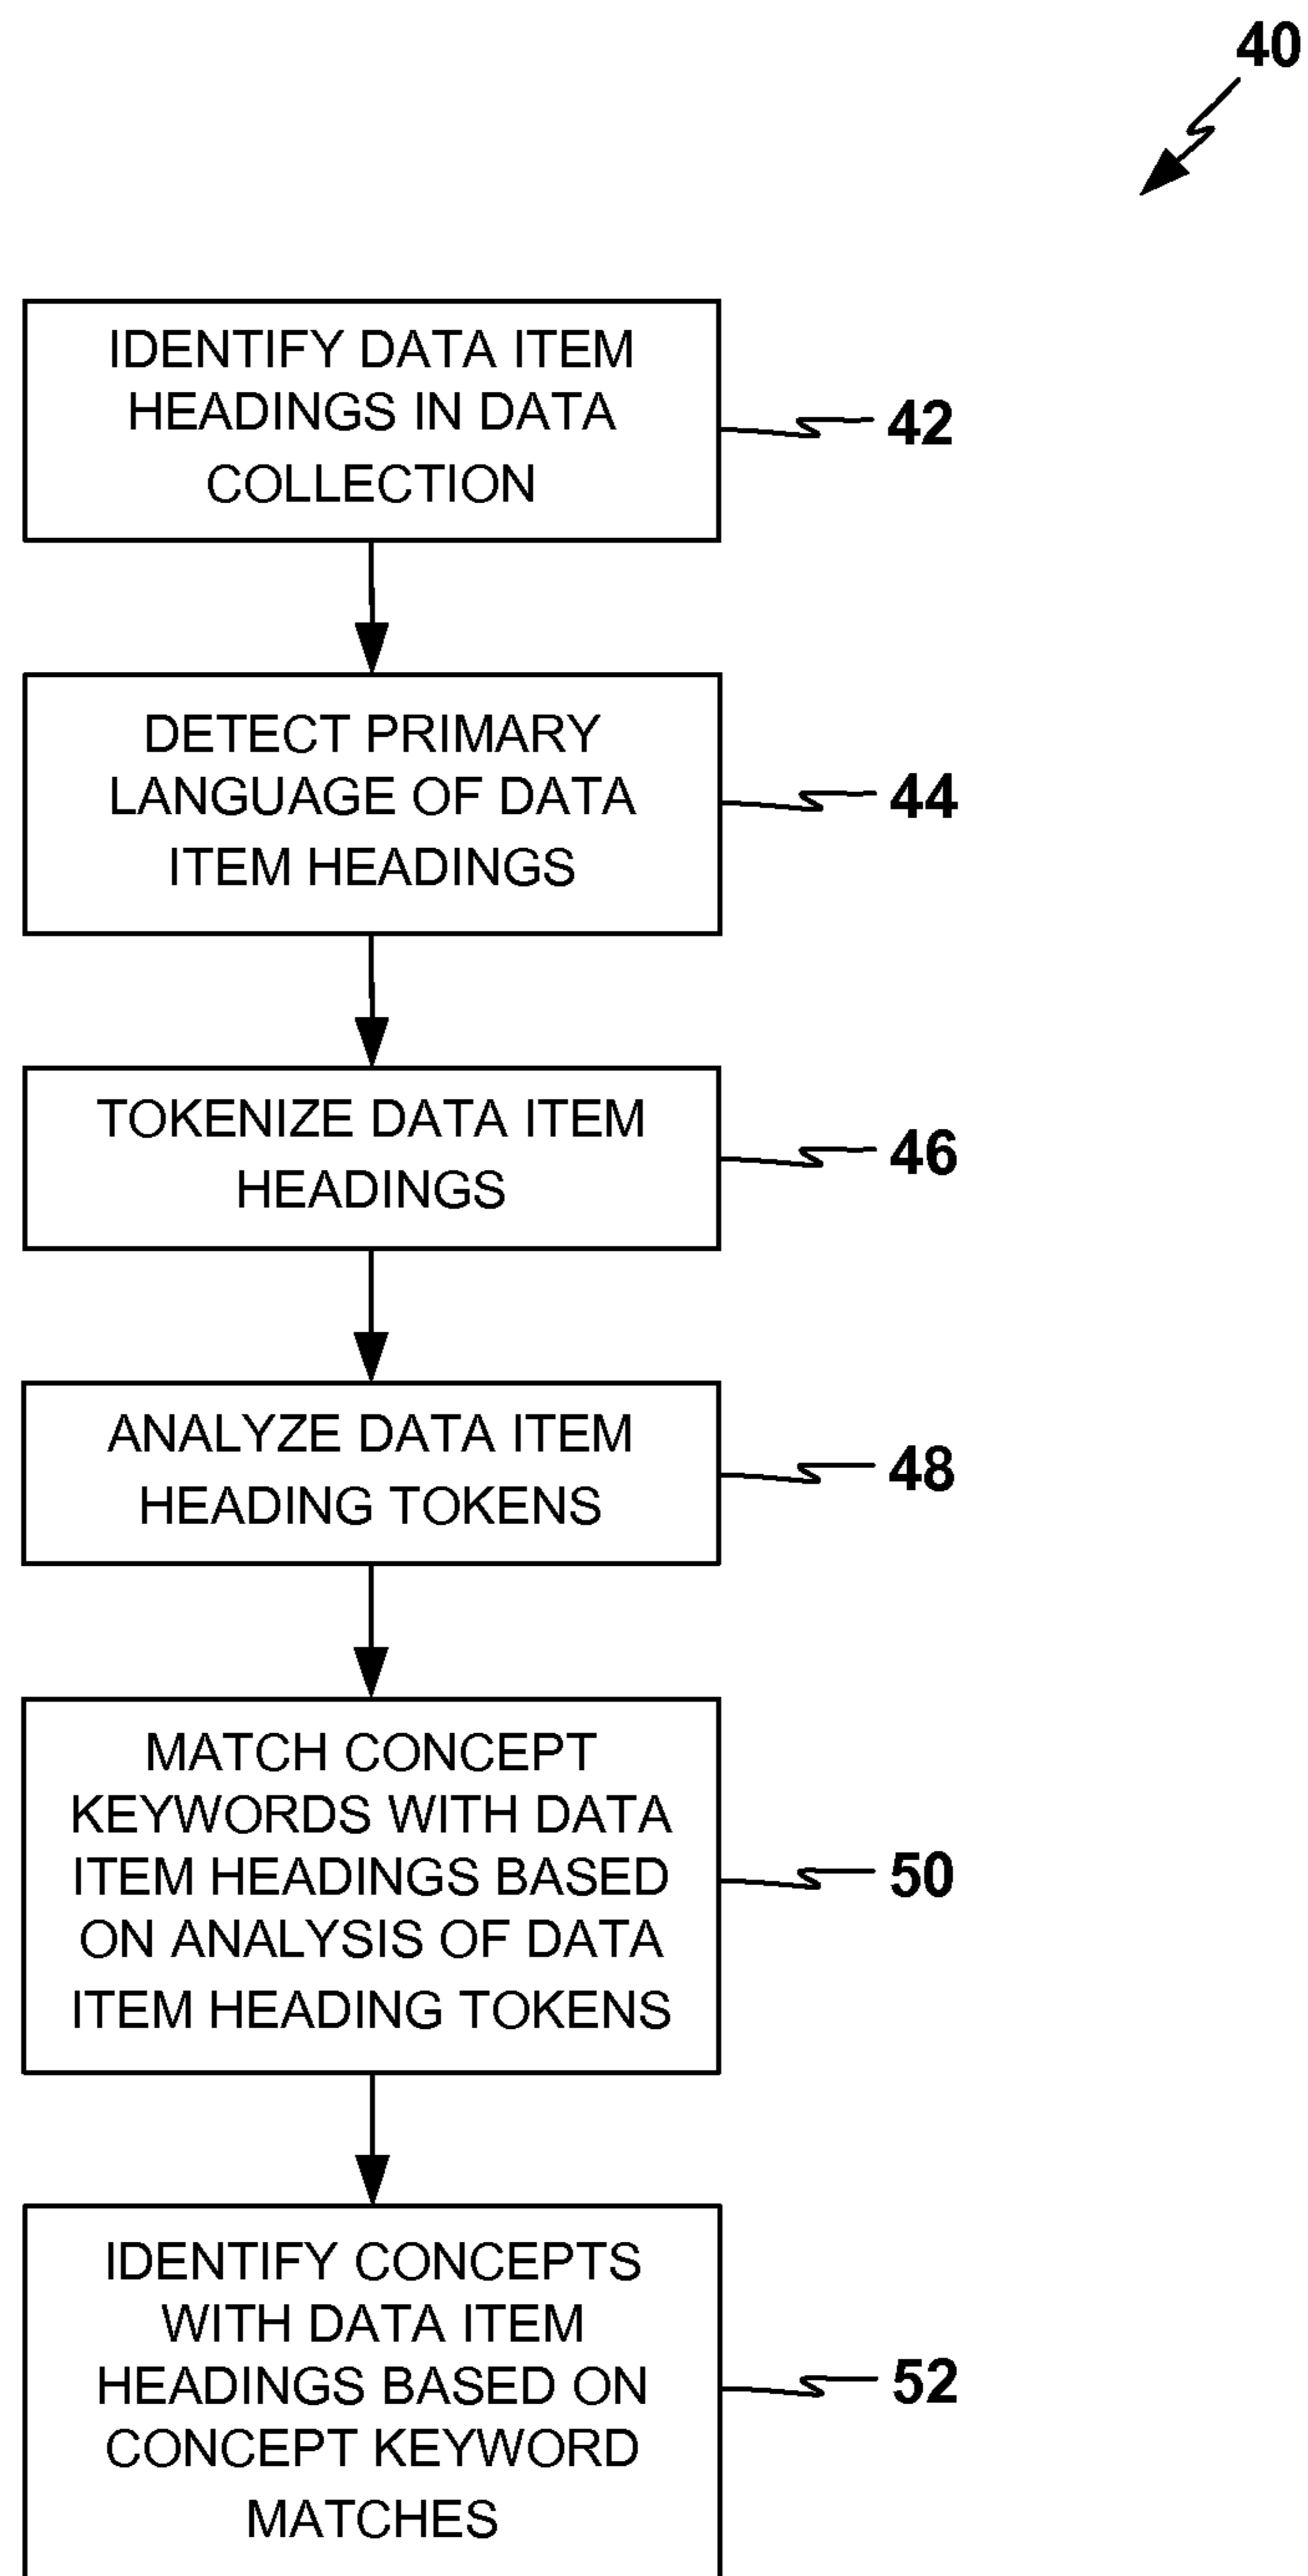 40
IDENTIFY DATA ITEM
HEADINGS IN DATA
COLLECTION
42
DETECT PRIMARY
LANGUAGE OF DATA
ITEM HEADINGS
44
TOKENIZE DATA ITEM
HEADINGS
46
ANALYZE DATA ITEM
HEADING TOKENS
48
MATCH CONCEPT
KEYWORDS WITH DATA
ITEM HEADINGS BASED
ON ANALYSIS OF DATA
ITEM HEADING TOKENS
50
IDENTIFY CONCEPTS
WITH DATA ITEM
HEADINGS BASED ON
CONCEPT KEYWORD
MATCHES
52